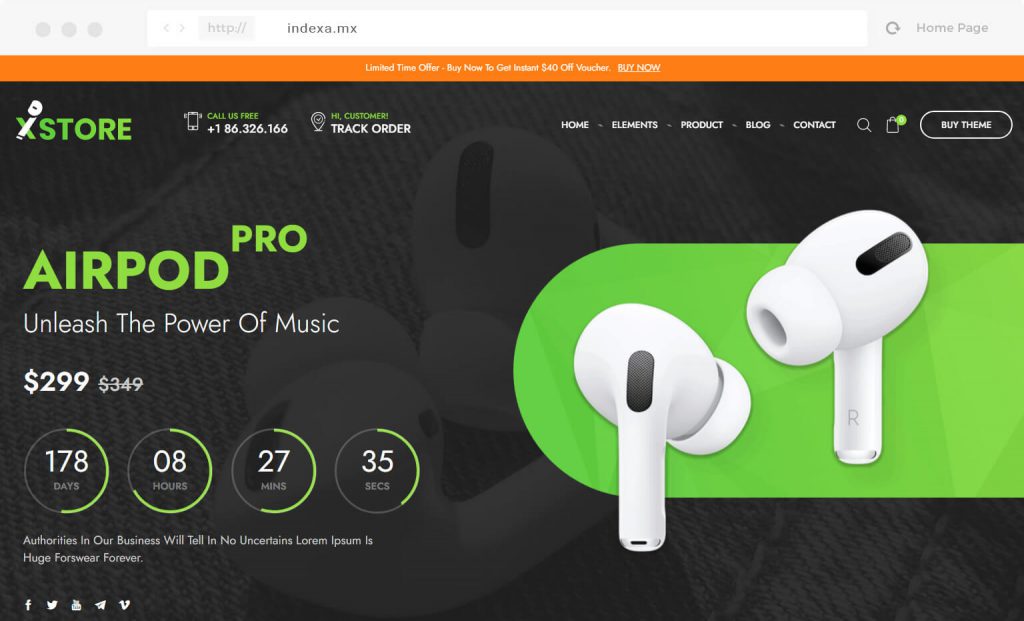 http://
indexa.mx
Home Page
Limited Time Offer - Buy Now To Get Instant $40 Off Voucher. BUY NOW
XSTORE
CALL US FREE
+1 86.326.166
HI, CUSTOMER!
TRACK ORDER
HOME
ELEMENTS
PRODUCT
BLOG
CONTACT
0
BUY THEME
AIRPOD PRO
Unleash The Power Of Music
$299 $349
178
DAYS
08
HOURS
27
MINS
35
SECS
Authorities In Our Business Will Tell In No Uncertains Lorem Ipsum Is
Huge Forswear Forever.
R